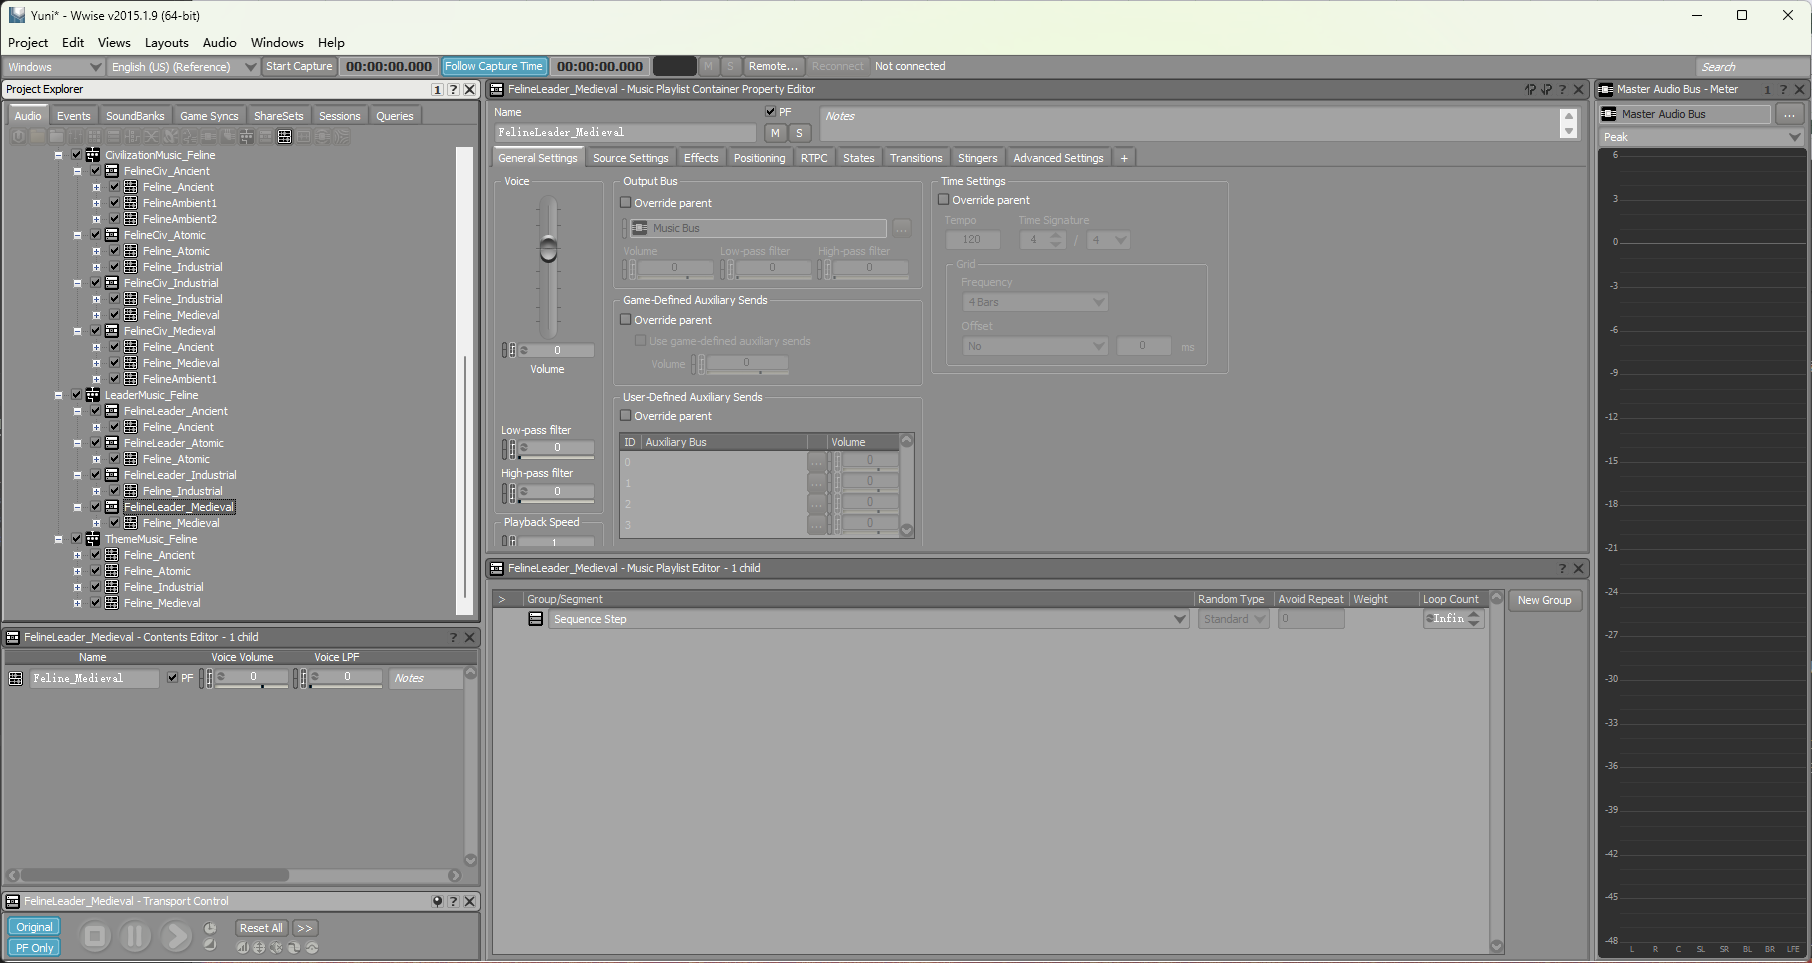 Yuni* - Wwise v2015.1.9 (64-bit)
Project Edit Views Layouts Audio Windows Help
Windows English (US) (Reference) Start Capture 00:00:00.000 Follow Capture Time 00:00:00.000 M S Remote... Reconnect Not connected Search
Project Explorer 1 ?
Audio Events SoundBanks Game Syncs ShareSets Sessions Queries
CivilizationMusic_Feline
FelineCiv_Ancient
Feline_Ancient
FelineAmbient1
FelineAmbient2
FelineCiv_Atomic
Feline_Atomic
Feline_Industrial
FelineCiv_Industrial
Feline_Industrial
Feline_Medieval
FelineCiv_Medieval
Feline_Ancient
Feline_Medieval
FelineAmbient1
LeaderMusic_Feline
FelineLeader_Ancient
Feline_Ancient
FelineLeader_Atomic
Feline_Atomic
FelineLeader_Industrial
Feline_Industrial
FelineLeader_Medieval
Feline_Medieval
ThemeMusic_Feline
Feline_Ancient
Feline_Atomic
Feline_Industrial
Feline_Medieval
FelineLeader_Medieval - Contents Editor - 1 child ?
Name Voice Volume Voice LPF
Feline_Medieval PF 0 0 Notes
FelineLeader_Medieval - Transport Control ?
Original Reset All >>
PF Only
FelineLeader_Medieval - Music Playlist Container Property Editor ?
Name PF Notes
FelineLeader_Medieval M S
General Settings Source Settings Effects Positioning RTPC States Transitions Stingers Advanced Settings +
Voice
0
Volume
Low-pass filter
0
High-pass filter
0
Playback Speed
1
Output Bus
Override parent
Music Bus ...
Volume Low-pass filter High-pass filter
0 0 0
Game-Defined Auxiliary Sends
Override parent
Use game-defined auxiliary sends
Volume 0
User-Defined Auxiliary Sends
Override parent
ID Auxiliary Bus Volume
0 ... 0
1 ... 0
2 ... 0
3 ... 0
Time Settings
Override parent
Tempo Time Signature
120 4 / 4
Grid
Frequency
4 Bars
Offset
No 0 ms
FelineLeader_Medieval - Music Playlist Editor - 1 child ?
> Group/Segment Random Type Avoid Repeat Weight Loop Count New Group
Sequence Step Standard 0 Infin
Master Audio Bus - Meter 1 ?
Master Audio Bus ...
Peak
6
3
0
-3
-6
-9
-12
-15
-18
-21
-24
-27
-30
-33
-36
-39
-42
-45
-48
L R C SL SR BL BR LFE